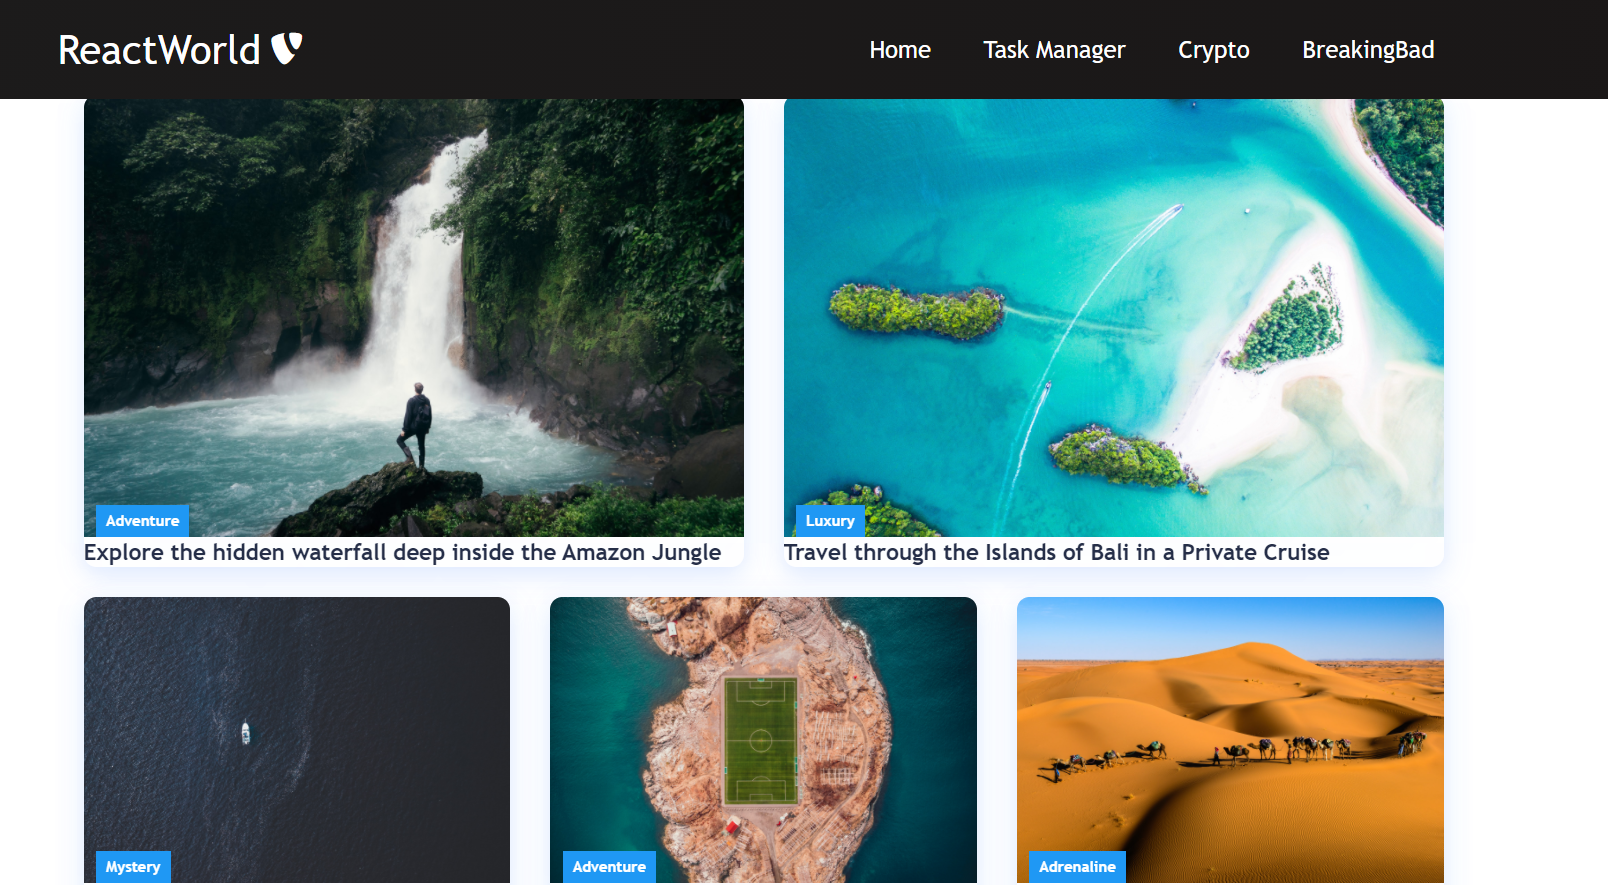 ReactWorld
Home Task Manager Crypto BreakingBad
Adventure
Explore the hidden waterfall deep inside the Amazon Jungle
Luxury
Travel through the Islands of Bali in a Private Cruise
Mystery
Adventure
Adrenaline